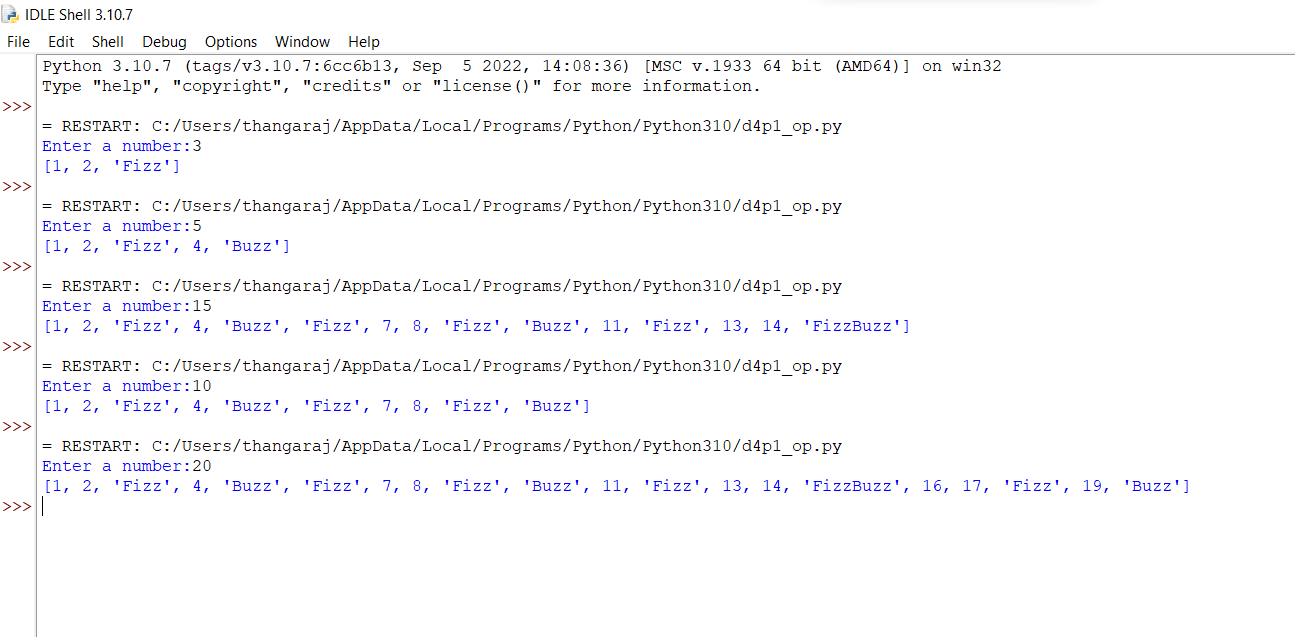 IDLE Shell 3.10.7
File Edit Shell Debug Options Window Help
Python 3.10.7 (tags/v3.10.7:6cc6b13, Sep  5 2022, 14:08:36) [MSC v.1933 64 bit (AMD64)] on win32
Type "help", "copyright", "credits" or "license()" for more information.
>>>
= RESTART: C:/Users/thangaraj/AppData/Local/Programs/Python/Python310/d4p1_op.py
Enter a number:3
[1, 2, 'Fizz']
>>>
= RESTART: C:/Users/thangaraj/AppData/Local/Programs/Python/Python310/d4p1_op.py
Enter a number:5
[1, 2, 'Fizz', 4, 'Buzz']
>>>
= RESTART: C:/Users/thangaraj/AppData/Local/Programs/Python/Python310/d4p1_op.py
Enter a number:15
[1, 2, 'Fizz', 4, 'Buzz', 'Fizz', 7, 8, 'Fizz', 'Buzz', 11, 'Fizz', 13, 14, 'FizzBuzz']
>>>
= RESTART: C:/Users/thangaraj/AppData/Local/Programs/Python/Python310/d4p1_op.py
Enter a number:10
[1, 2, 'Fizz', 4, 'Buzz', 'Fizz', 7, 8, 'Fizz', 'Buzz']
>>>
= RESTART: C:/Users/thangaraj/AppData/Local/Programs/Python/Python310/d4p1_op.py
Enter a number:20
[1, 2, 'Fizz', 4, 'Buzz', 'Fizz', 7, 8, 'Fizz', 'Buzz', 11, 'Fizz', 13, 14, 'FizzBuzz', 16, 17, 'Fizz', 19, 'Buzz']
>>>